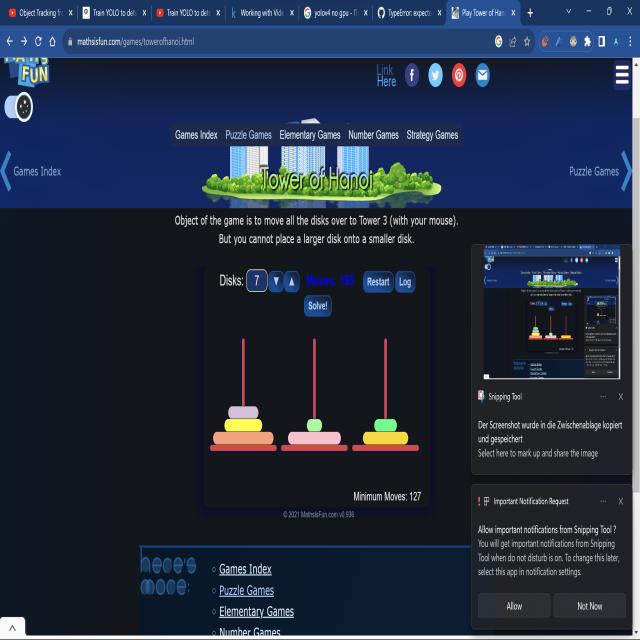 Object Tracking fr
Train YOLO to dete
Train YOLO to dete
Working with Vide
yolov4 no gpu - Go
TypeError: expecte
Play Tower of Han
mathsisfun.com/games/towerofhanoi.html
MATHS
FUN
Link
Here
Games Index Puzzle Games Elementary Games Number Games Strategy Games
Games Index
Puzzle Games
Tower of Hanoi
Object of the game is to move all the disks over to Tower 3 (with your mouse).
But you cannot place a larger disk onto a smaller disk.
Disks: 7 ▼ ▲
Restart Log
Solve!
Minimum Moves: 127
© 2021 MathsIsFun.com v0.936
Snipping Tool
Der Screenshot wurde in die Zwischenablage kopiert
und gespeichert
Select here to mark up and share the image
Important Notification Request
Allow important notifications from Snipping Tool ?
You will get important notifications from Snipping
Tool when do not disturb is on. To change this later,
select this app in notification settings.
Allow Not Now
Games Index
Puzzle Games
Elementary Games
Number Games